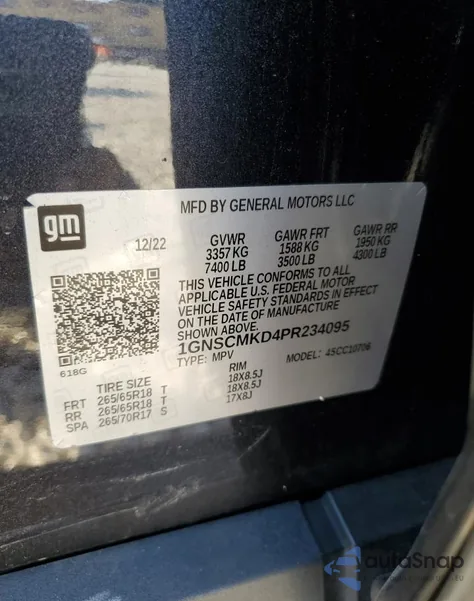 gm
MFD BY GENERAL MOTORS LLC
12/22
GVWR GAWR FRT GAWR RR
3357 KG 1588 KG 1950 KG
7400 LB 3500 LB 4300 LB
THIS VEHICLE CONFORMS TO ALL
APPLICABLE U.S. FEDERAL MOTOR
VEHICLE SAFETY STANDARDS IN EFFECT
ON THE DATE OF MANUFACTURE
SHOWN ABOVE.
1GNSCMKD4PR234095
618G
TYPE: MPV MODEL: 4SCC10706
TIRE SIZE RIM
FRT 265/65R18 T 18X8.5J
RR 265/65R18 T 18X8.5J
SPA 265/70R17 S 17X8J
autoSnap